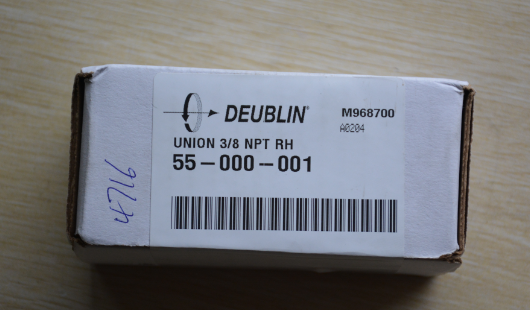 DEUBLIN
M968700
A0204
UNION 3/8 NPT RH
55-000-001
4716